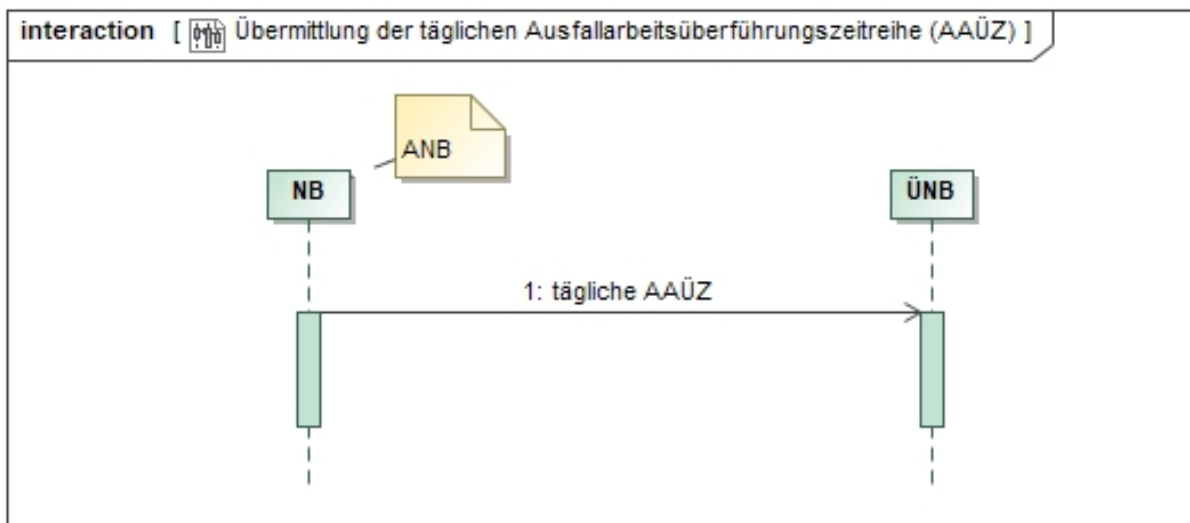 interaction [ Übermittlung der täglichen Ausfallarbeitsüberführungszeitreihe (AAÜZ) ]
ANB
NB
ÜNB
1: tägliche AAÜZ